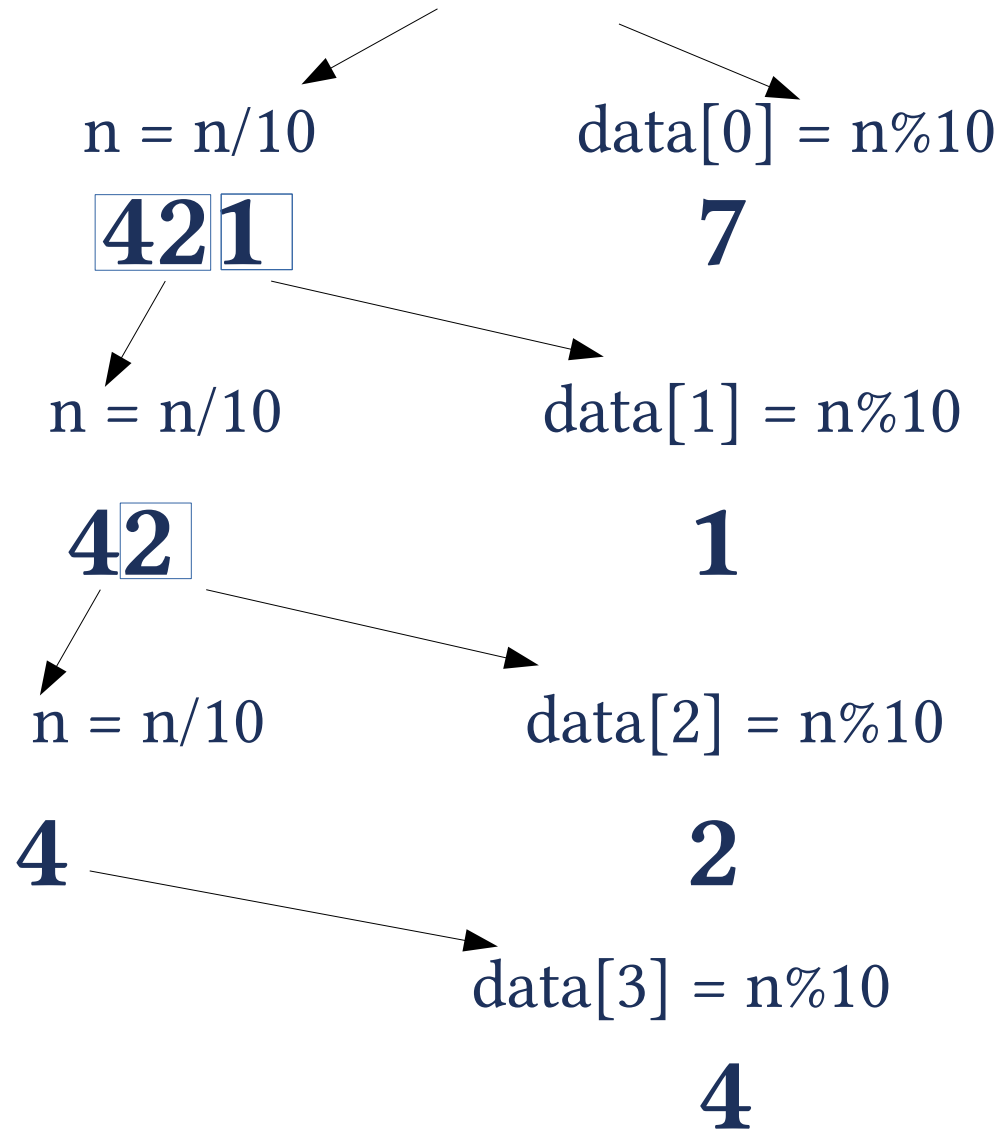 n = n/10 data[0] = n%10
421 7
n = n/10 data[1] = n%10
42 1
n = n/10 data[2] = n%10
4 2
data[3] = n%10
4